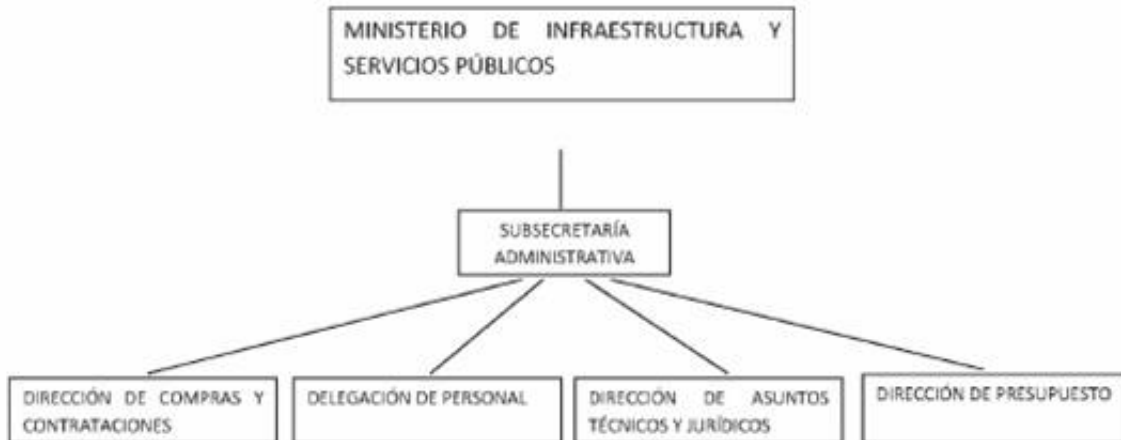 MINISTERIO DE INFRAESTRUCTURA Y
SERVICIOS PÚBLICOS
SUBSECRETARÍA
ADMINISTRATIVA
DIRECCIÓN DE COMPRAS Y
CONTRATACIONES
DELEGACIÓN DE PERSONAL
DIRECCIÓN DE ASUNTOS
TÉCNICOS Y JURÍDICOS
DIRECCIÓN DE PRESUPUESTO